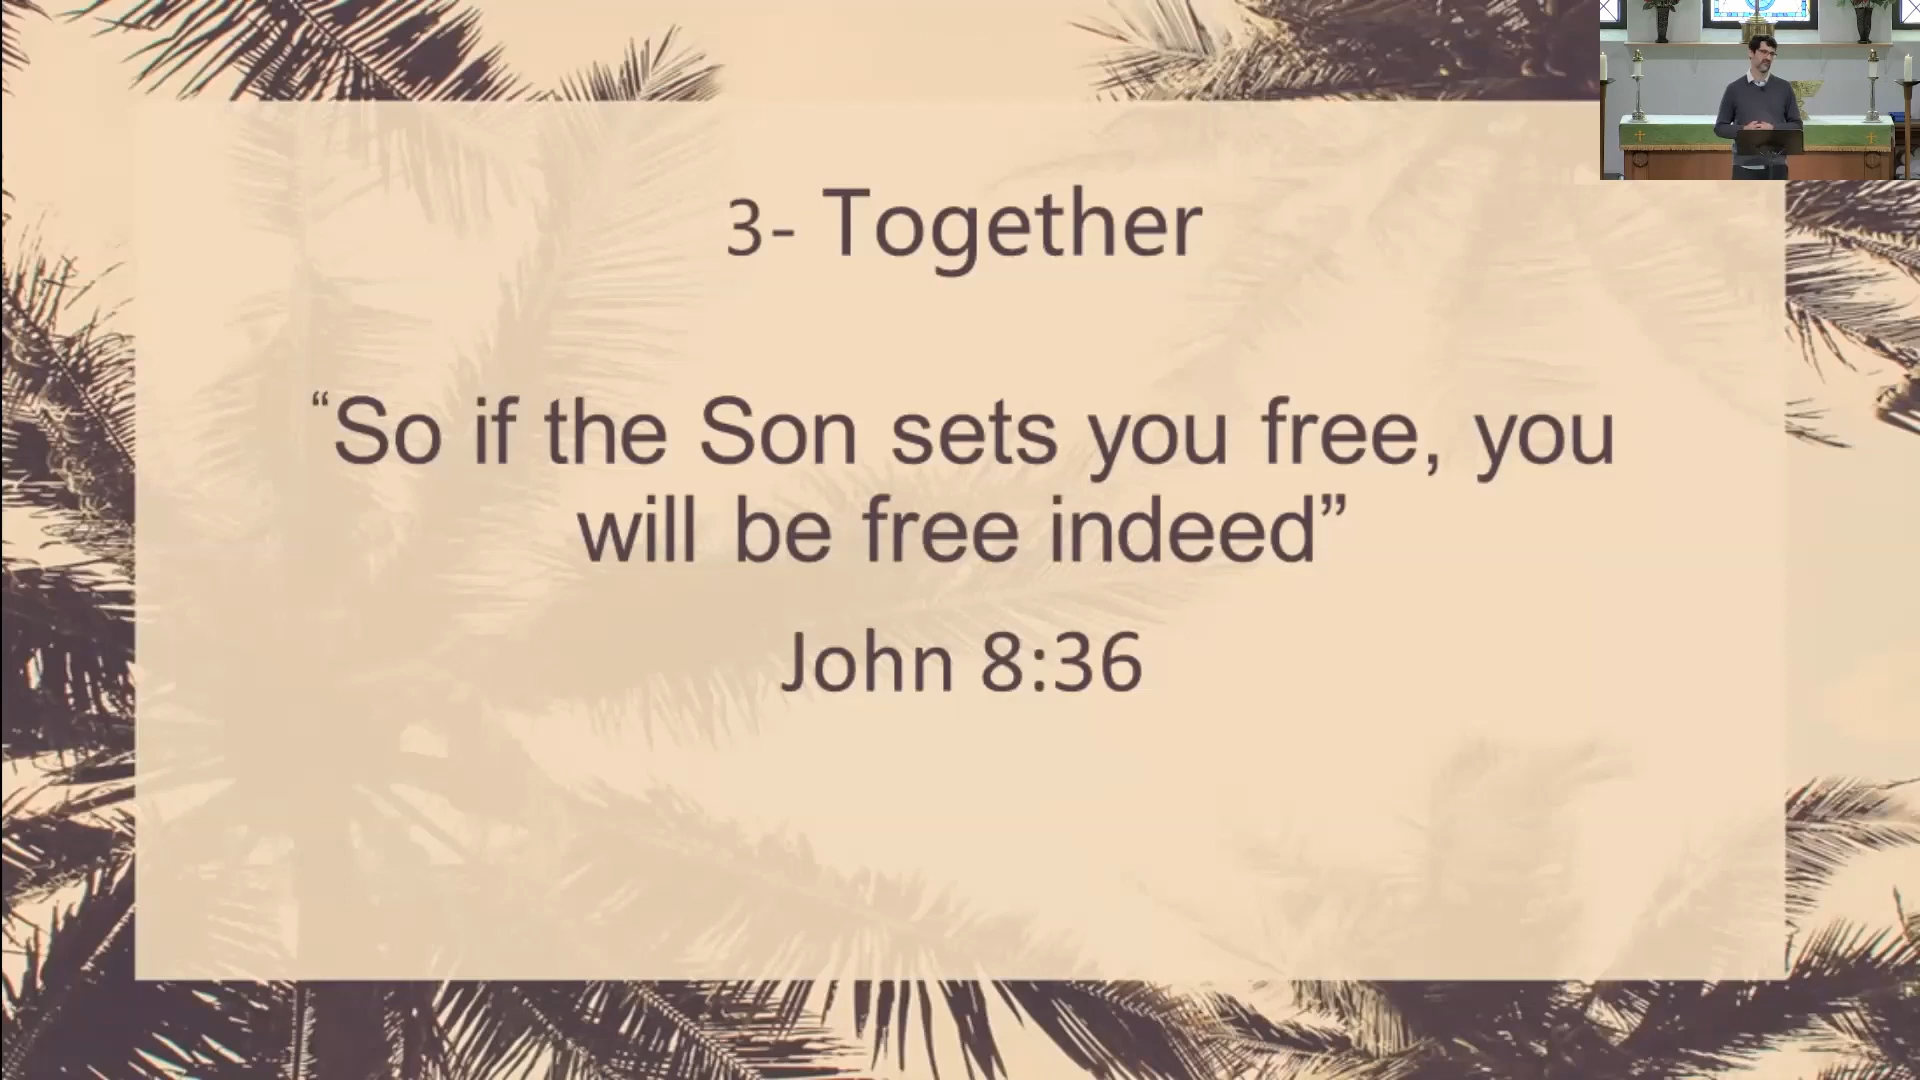 3- Together
“So if the Son sets you free, you
will be free indeed”
John 8:36